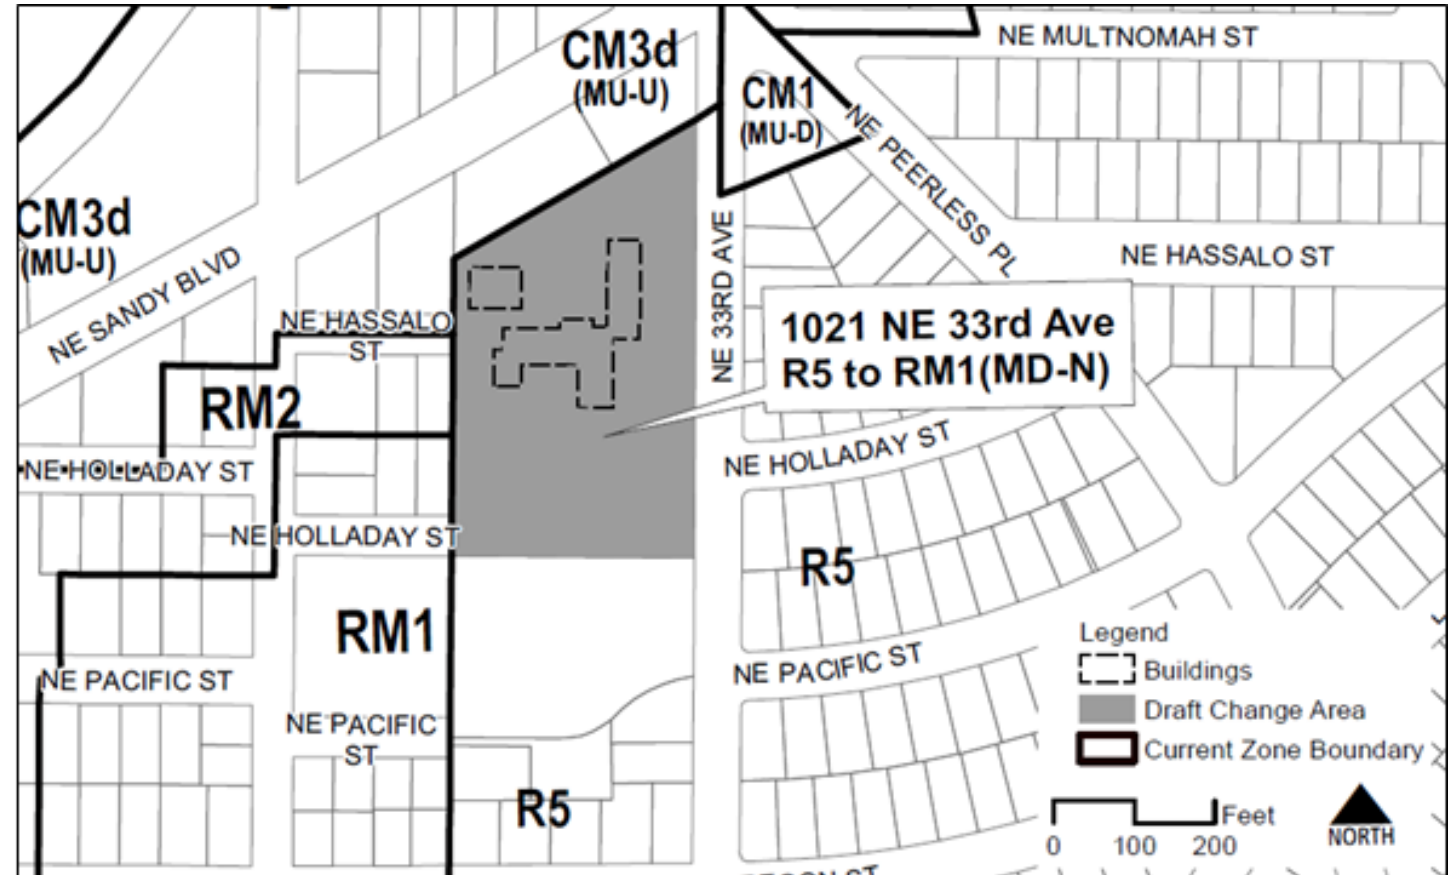 NE MULTNOMAH ST
CM3d
(MU-U)
CM1
(MU-D)
NE PEERLESS PL
CM3d
(MU-U)
NE SANDY BLVD
NE 33RD AVE
NE HASSALO ST
NE HASSALO
ST
1021 NE 33rd Ave
R5 to RM1(MD-N)
RM2
NE HOLLADAY ST
NE HOLLADAY ST
NE HOLLADAY ST
R5
RM1
NE PACIFIC ST
NE PACIFIC ST
NE PACIFIC
ST
R5
Legend
Buildings
Draft Change Area
Current Zone Boundary
Feet
0 100 200
NORTH